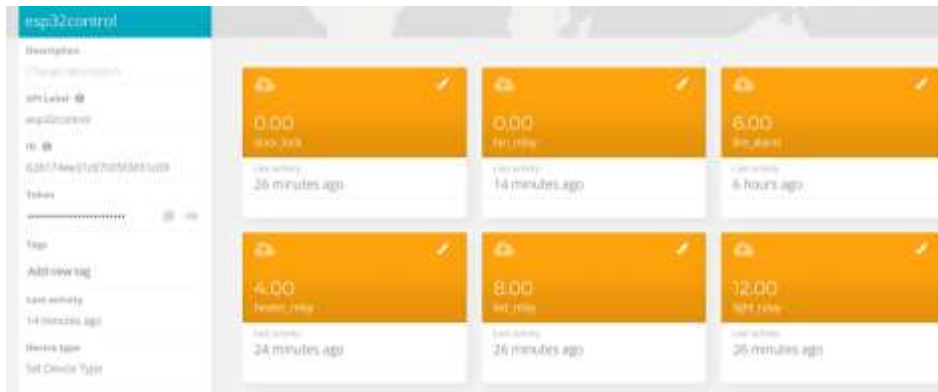 esp32control
Description
Change description
API Label
esp32control
ID
Token
Tags
Add new tag
Last activity
14 minutes ago
Device type
Set Device Type
0.00
door_lock
Last activity
26 minutes ago
0.00
fan_relay
Last activity
14 minutes ago
6.00
fire_alarm
Last activity
6 hours ago
4.00
heater_relay
Last activity
24 minutes ago
8.00
Last activity
26 minutes ago
12.00
light_relay
Last activity
26 minutes ago